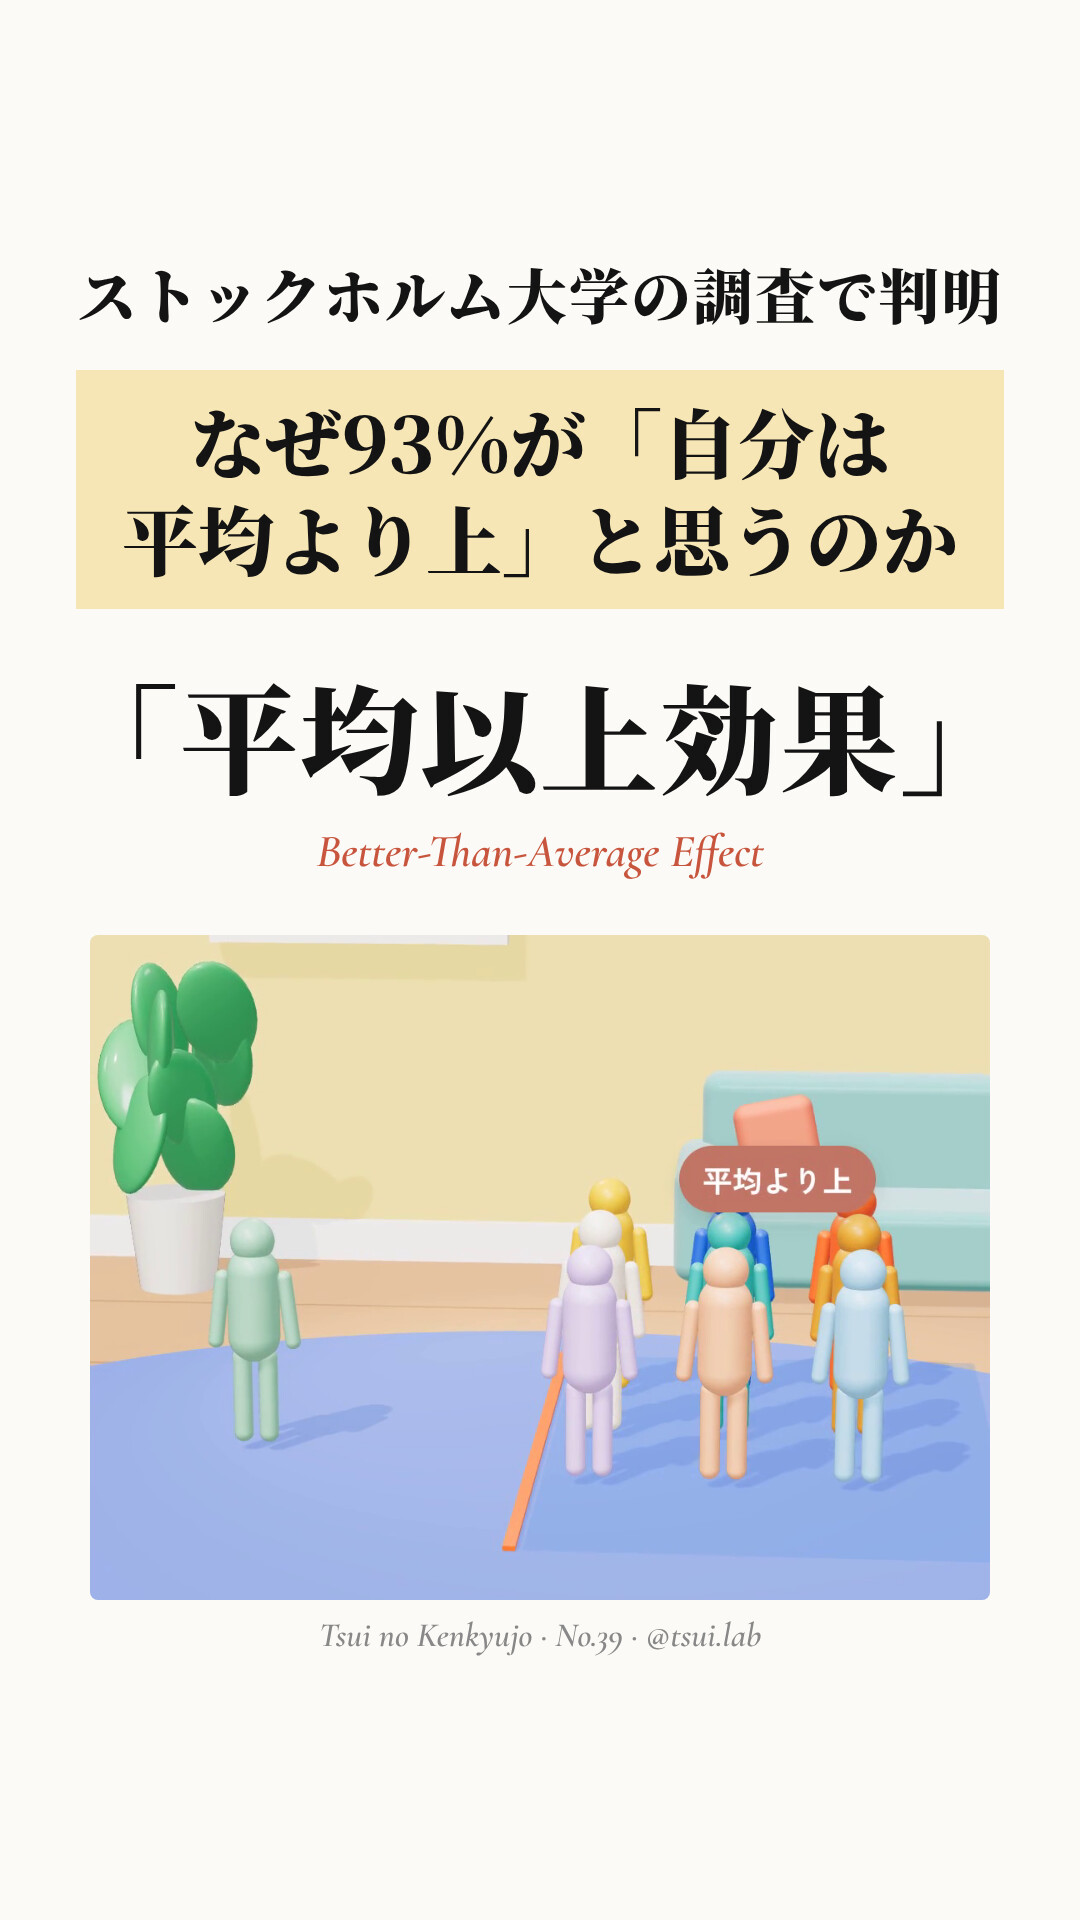 ストックホルム大学の調査で判明
なぜ93%が「自分は
平均より上」と思うのか
「平均以上効果」
Better-Than-Average Effect
平均より上
Tsui no Kenkyujo · No.39 · @tsui.lab